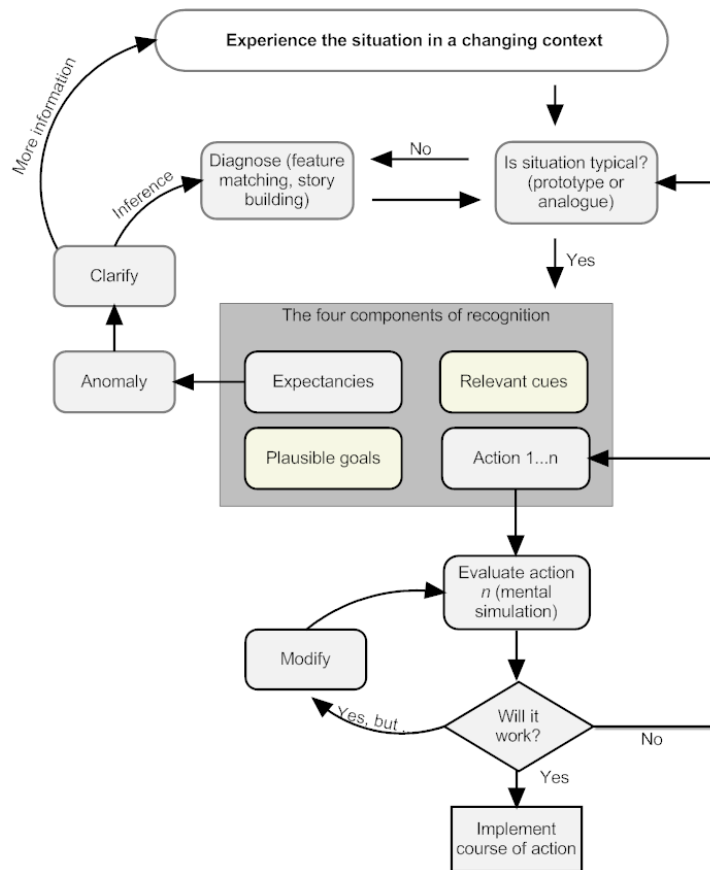 Experience the situation in a changing context
More information
Inference
Diagnose (feature
matching, story
building)
No
Is situation typical?
(prototype or
analogue)
Yes
Clarify
The four components of recognition
Anomaly
Expectancies
Relevant cues
Plausible goals
Action 1...n
Evaluate action
n (mental
simulation)
Modify
Yes, but .
Will it
work?
No
Yes
Implement
course of action